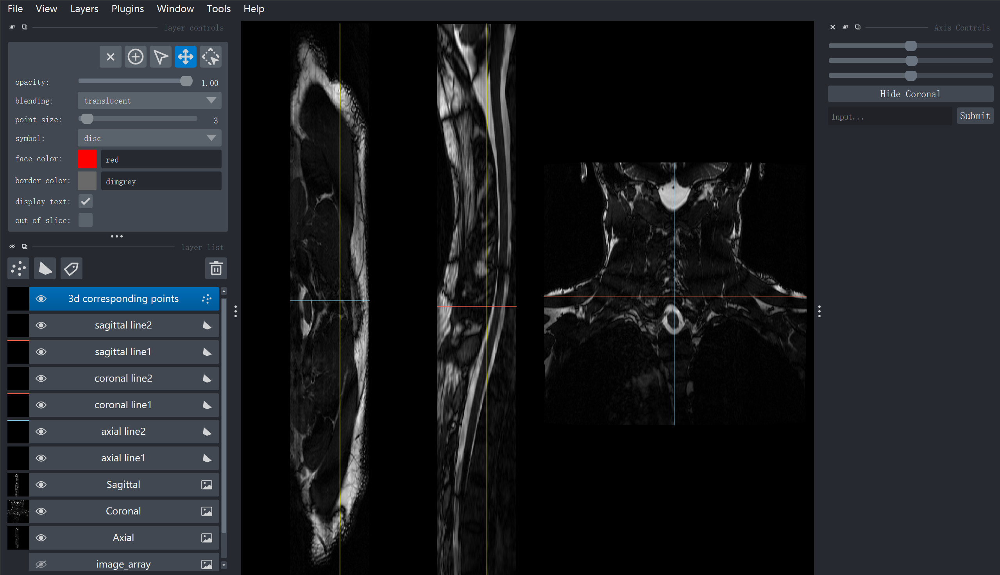 File View Layers Plugins Window Tools Help
layer controls
opacity: 1.00
blending: translucent
point size: 3
symbol: disc
face color: red
border color: dimgrey
display text:
out of slice:
layer list
3d corresponding points
sagittal line2
sagittal line1
coronal line2
coronal line1
axial line2
axial line1
Sagittal
Coronal
Axial
image_array
Axis Controls
Hide Coronal
Input... Submit